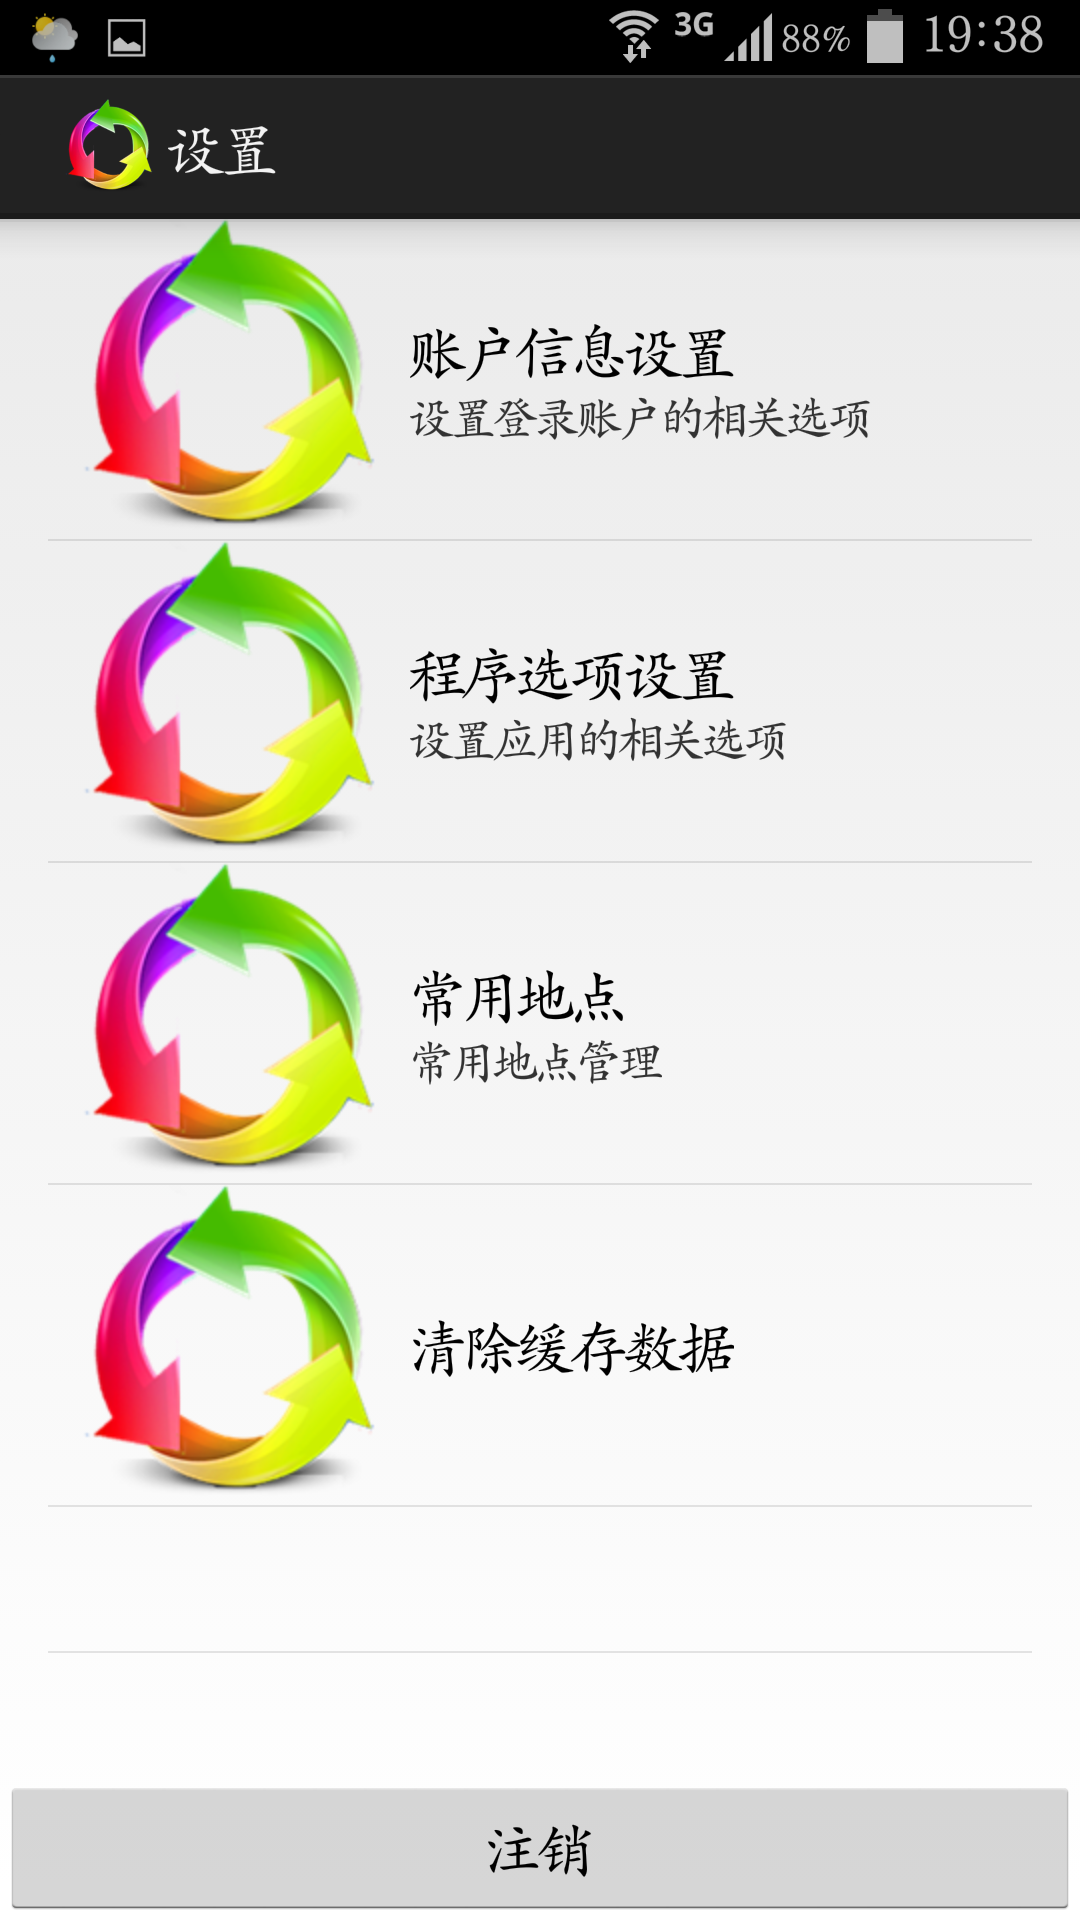 3G 88% 19:38
设置
账户信息设置
设置登录账户的相关选项
程序选项设置
设置应用的相关选项
常用地点
常用地点管理
清除缓存数据
注销